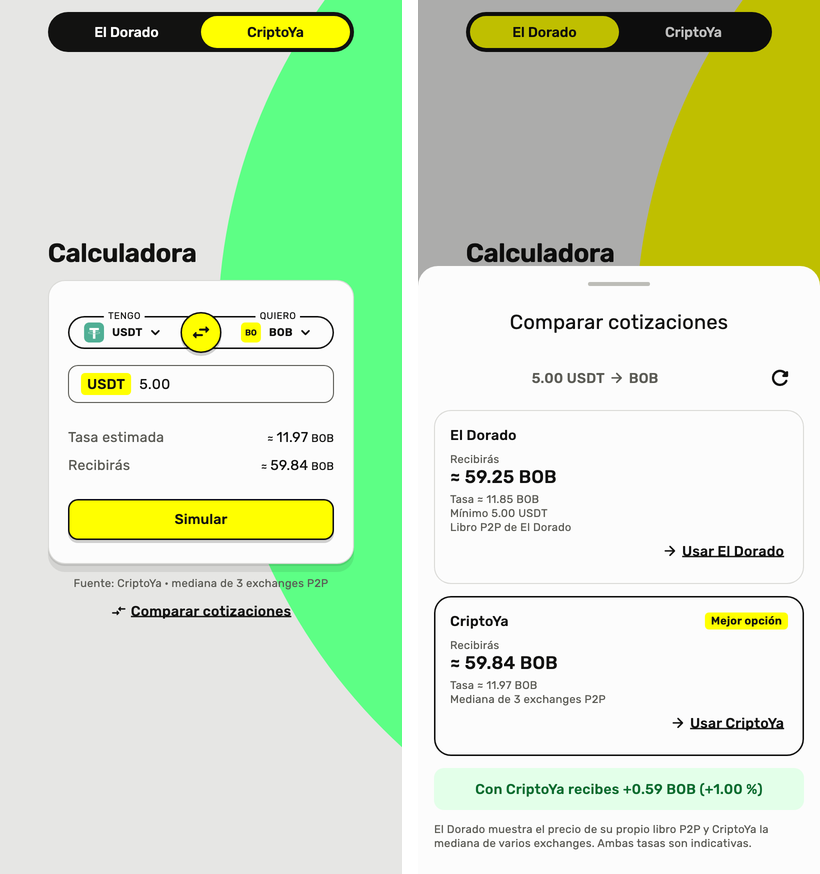 El Dorado
CriptoYa
Calculadora
TENGO
QUIERO
USDT
BO
BOB
USDT 5.00
Tasa estimada
≈ 11.97 BOB
Recibirás
≈ 59.84 BOB
Simular
Fuente: CriptoYa • mediana de 3 exchanges P2P
Comparar cotizaciones
El Dorado
CriptoYa
Calculadora
Comparar cotizaciones
5.00 USDT → BOB
El Dorado
Recibirás
≈ 59.25 BOB
Tasa ≈ 11.85 BOB
Mínimo 5.00 USDT
Libro P2P de El Dorado
→ Usar El Dorado
CriptoYa
Mejor opción
Recibirás
≈ 59.84 BOB
Tasa ≈ 11.97 BOB
Mediana de 3 exchanges P2P
→ Usar CriptoYa
Con CriptoYa recibes +0.59 BOB (+1.00 %)
El Dorado muestra el precio de su propio libro P2P y CriptoYa la
mediana de varios exchanges. Ambas tasas son indicativas.